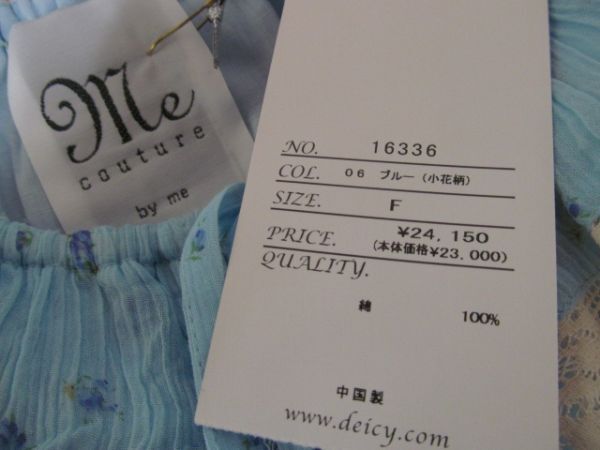 Me
couture
by me
NO. 16336
COL. 06 ブルー (小花柄)
SIZE. F
PRICE. ¥24,150
(本体価格¥23,000)
QUALITY.
綿 100%
中国製
www.deicy.com